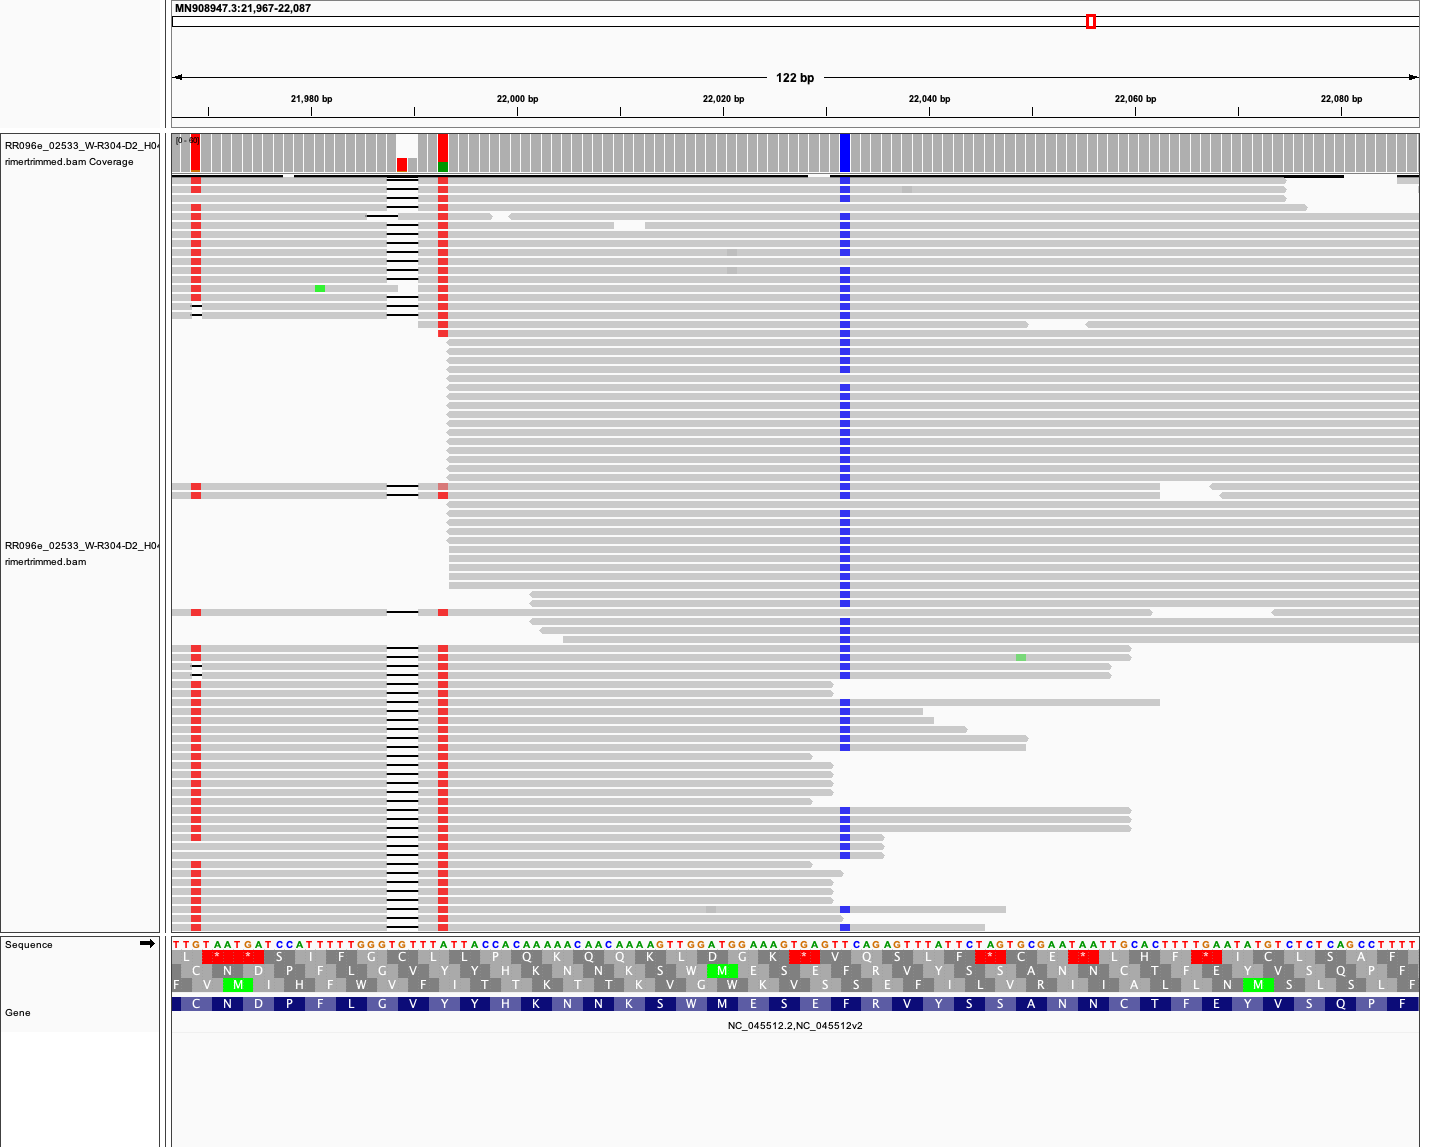 MN908947.3:21,967-22,087
122 bp
21,980 bp 22,000 bp 22,020 bp 22,040 bp 22,060 bp 22,080 bp
RR096e_02533_W-R304-D2_H04
rimertrimmed.bam Coverage
[0 - 60]
RR096e_02533_W-R304-D2_H04
rimertrimmed.bam
Sequence
T T G T A A T G A T C C A T T T T T G G G T G T T T A T T A C C A C A A A A A C A A C A A A A G T T G G A T G G A A A G T G A G T T C A G A G T T T A T T C T A G T G C G A A T A A T T G C A C T T T T G A A T A T G T C T C T C A G C C T T T T
L * * S I F G C L L P Q K Q Q K L D G K * V Q S L F * C E * L H F * I C L S A F
C N D P F L G V Y Y H K N N K S W M E S E F R V Y S S A N N C T F E Y V S Q P F
F V M I H F W V F I T T K T T K V G W K V S S E F I L V R I I A L L N M S L S L F
Gene
C N D P F L G V Y Y H K N N K S W M E S E F R V Y S S A N N C T F E Y V S Q P F
NC_045512.2,NC_045512v2